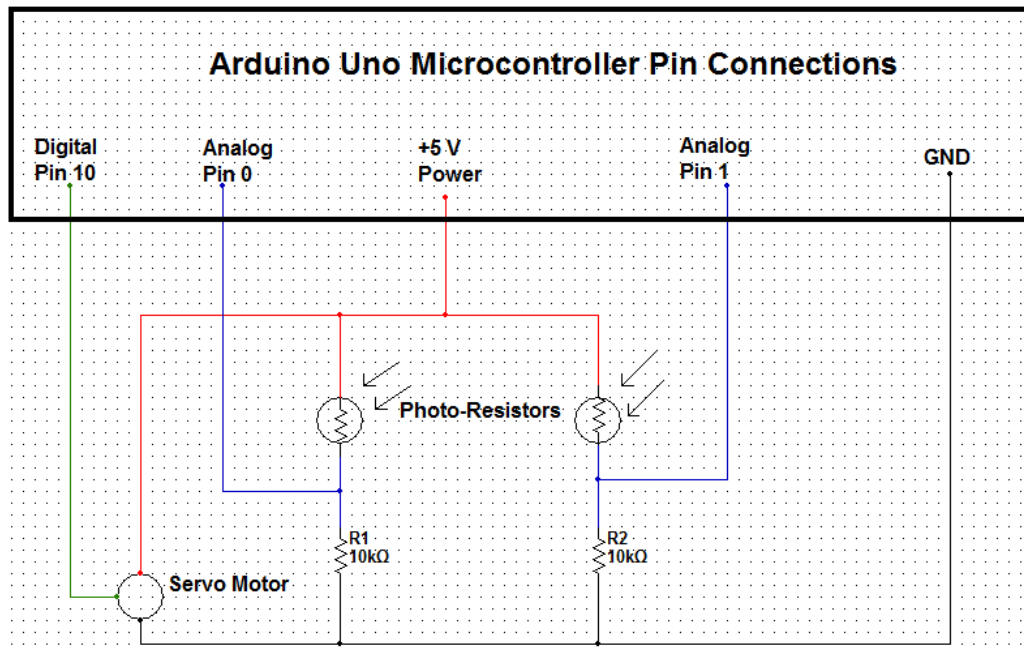 Arduino Uno Microcontroller Pin Connections
Digital
Pin 10
Analog
Pin 0
+5 V
Power
Analog
Pin 1
GND
Photo-Resistors
R1
10kΩ
R2
10kΩ
Servo Motor